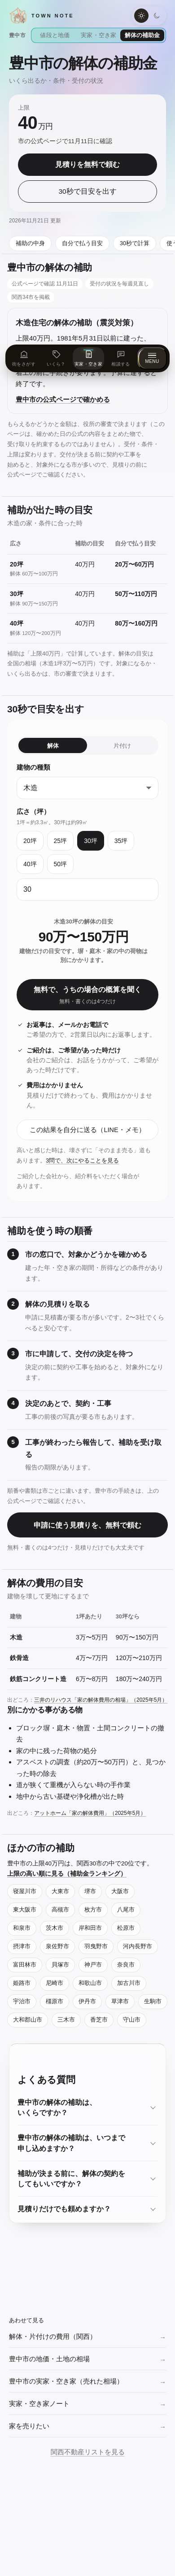 TOWN NOTE
豊中市
値段と地価
実家・空き家
解体の補助金
豊中市の解体の補助金
いくら出るか・条件・受付の状況
上限
40万円
市の公式ページで11月11日に確認
見積りを無料で頼む
30秒で目安を出す
2026年11月21日 更新
補助の中身
自分で払う目安
30秒で計算
使う
豊中市の解体の補助
公式ページで確認 11月11日
受付の状況を毎週見直し
関西34市を掲載
木造住宅の解体の補助（震災対策）
上限40万円、1981年5月31日以前に建った、
終了です。
豊中市の公式ページで確かめる
MENU
家をさがす
いくら？
実家・空き家
相談する
もらえるかどうかと金額は、役所の審査で決まります（この
ページは、確かめた日の公式の内容をまとめた物で
受け取りを約束するものではありません）。受付・条件・
上限は変わります。交付が決まる前に契約や工事を
始めると、対象外になる市が多いので、見積りの前に
公式ページでご確認ください。
補助が出た時の目安
木造の家・条件に合った時
広さ
補助の目安
自分で払う目安
20坪
解体 60万〜100万円
40万円
20万〜60万円
30坪
解体 90万〜150万円
40万円
50万〜110万円
40坪
解体 120万〜200万円
40万円
80万〜160万円
補助は「上限40万円」で計算しています。解体の目安は
全国の相場（木造1坪3万〜5万円）です。対象になるか・
いくら出るかは、市の審査で決まります。
30秒で目安を出す
解体
片付け
建物の種類
木造
広さ（坪）
1坪＝約3.3㎡、30坪は約99㎡
20坪
25坪
30坪
35坪
40坪
50坪
30
木造30坪の解体の目安
90万〜150万円
建物だけの目安です。塀・庭木・家の中の荷物は
別にかかります。
無料で、うちの場合の概算を聞く
無料・書くのは4つだけ
✓ お返事は、メールかお電話で
ご希望の方で、2営業日以内にお返事します。
✓ ご紹介は、ご希望があった時だけ
会社のご紹介は、お話をうかがって、ご希望が
あった時だけです。
✓ 費用はかかりません
見積りだけで終わっても、費用はかかりませ
ん。
この結果を自分に送る（LINE・メモ）
高いと感じた時は、壊さずに「そのまま売る」道も
あります。3問で、次にやることを見る
ご紹介した会社から、紹介料をいただく場合が
あります。
補助を使う時の順番
1 市の窓口で、対象かどうかを確かめる
建った年・空き家の期間・所得などの条件があり
ます。
2 解体の見積りを取る
申請に見積書が要る市が多いです。2〜3社でくら
べると安心です。
3 市に申請して、交付の決定を待つ
決定の前に契約や工事を始めると、対象外になり
ます。
4 決定のあとで、契約・工事
工事の前後の写真が要る市もあります。
5 工事が終わったら報告して、補助を受け取
る
報告の期限があります。
順番や書類は市ごとに違います。豊中市の手続きは、上の
公式ページでご確認ください。
申請に使う見積りを、無料で頼む
無料・書くのは4つだけ・見積りだけでも大丈夫です
解体の費用の目安
建物を壊して更地にするまで
建物
1坪あたり
30坪なら
木造
3万〜5万円
90万〜150万円
鉄骨造
4万〜7万円
120万〜210万円
鉄筋コンクリート造
6万〜8万円
180万〜240万円
出どころ：三井のリハウス「家の解体費用の相場」（2025年5月）
別にかかる事がある物
• ブロック塀・庭木・物置・土間コンクリートの撤
去
• 家の中に残った荷物の処分
• アスベストの調査（約20万〜50万円）と、見つか
った時の除去
• 道が狭くて重機が入らない時の手作業
• 地中から古い基礎や浄化槽が出た時
出どころ：アットホーム「家の解体費用」（2025年5月）
ほかの市の補助
豊中市の上限40万円は、関西30市の中で20位です。
上限の高い順に見る（補助金ランキング）
寝屋川市
大東市
堺市
大阪市
東大阪市
高槻市
枚方市
八尾市
和泉市
茨木市
岸和田市
松原市
摂津市
泉佐野市
羽曳野市
河内長野市
富田林市
貝塚市
神戸市
奈良市
姫路市
尼崎市
和歌山市
加古川市
宇治市
橿原市
伊丹市
草津市
生駒市
大和郡山市
三木市
香芝市
守山市
よくある質問
豊中市の解体の補助は、
いくらですか？
豊中市の解体の補助は、いつまで
申し込めますか？
補助が決まる前に、解体の契約を
してもいいですか？
見積りだけでも頼めますか？
あわせて見る
解体・片付けの費用（関西）
→
豊中市の地価・土地の相場
→
豊中市の実家・空き家（売れた相場）
→
実家・空き家ノート
→
家を売りたい
→
関西不動産リストを見る